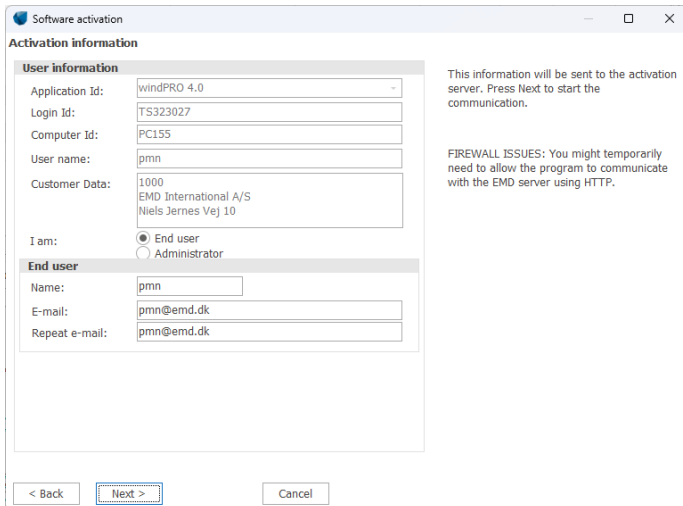 Software activation
Activation information
User information
Application Id: windPRO 4.0
Login Id: TS323027
Computer Id: PC155
User name: pmn
Customer Data: 1000
EMD International A/S
Niels Jernes Vej 10
I am: End user
Administrator
End user
Name: pmn
E-mail: pmn@emd.dk
Repeat e-mail: pmn@emd.dk
This information will be sent to the activation
server. Press Next to start the
communication.
FIREWALL ISSUES: You might temporarily
need to allow the program to communicate
with the EMD server using HTTP.
< Back Next > Cancel